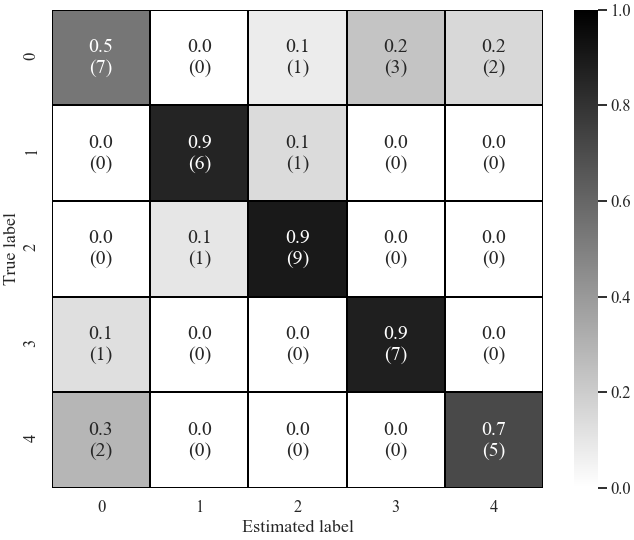 0.5 0.0 0.1 0.2 0.2
(7) (0) (1) (3) (2)
0
0.0 0.9 0.1 0.0 0.0
(0) (6) (1) (0) (0)
1
0.0 0.1 0.9 0.0 0.0
(0) (1) (9) (0) (0)
2
0.1 0.0 0.0 0.9 0.0
(1) (0) (0) (7) (0)
3
0.3 0.0 0.0 0.0 0.7
(2) (0) (0) (0) (5)
4
True label
0 1 2 3 4
Estimated label
1.0
0.8
0.6
0.4
0.2
0.0